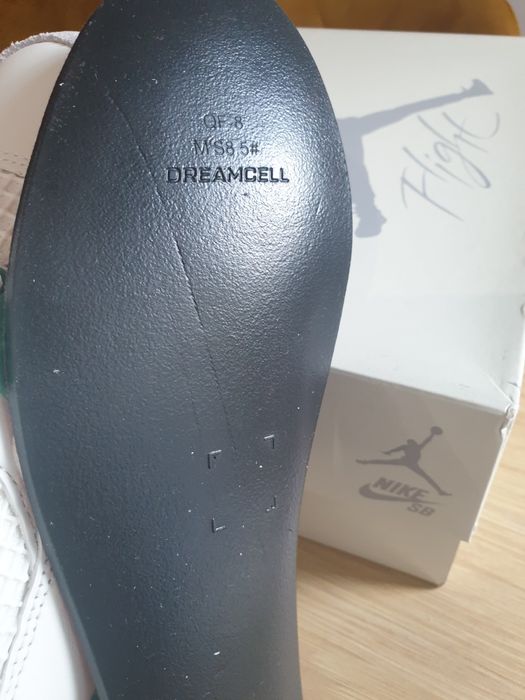 QF-8
M'S8.5#
DREAMCELL
Flight
NIKE
SB